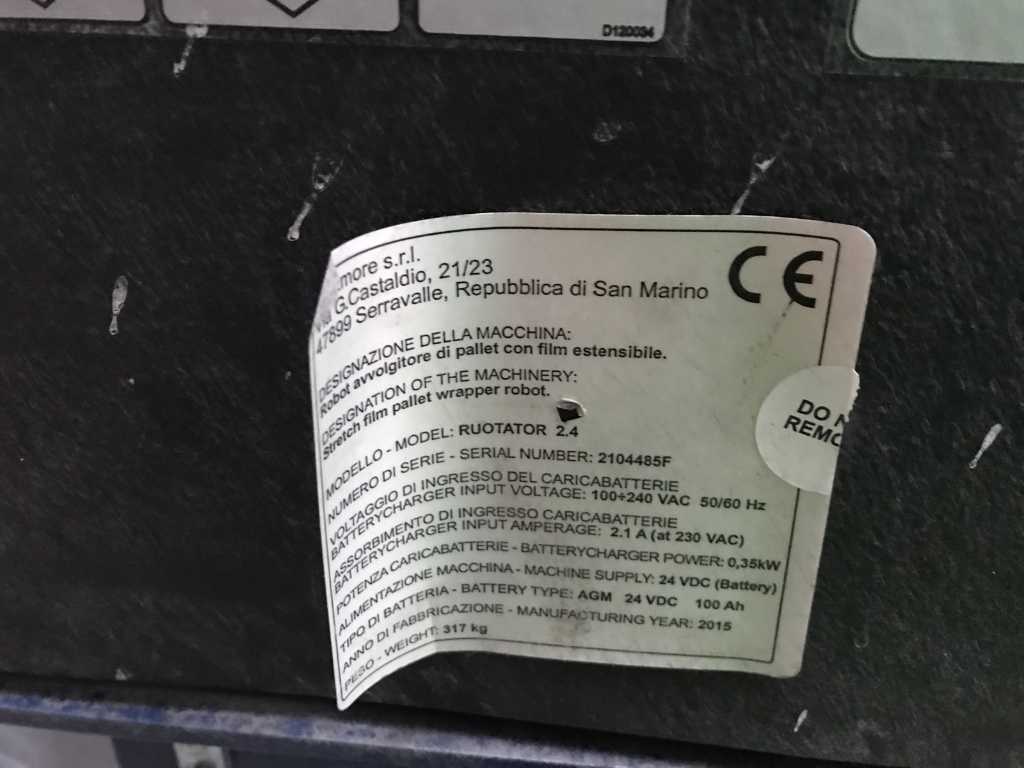 D120034
.more s.r.l.
Via G.Castaldio, 21/23
47899 Serravalle, Repubblica di San Marino
CE
DESIGNAZIONE DELLA MACCHINA:
Robot avvolgitore di pallet con film estensibile.
DESIGNATION OF THE MACHINERY:
Stretch film pallet wrapper robot.
MODELLO - MODEL: RUOTATOR 2.4
NUMERO DI SERIE - SERIAL NUMBER: 2104485F
VOLTAGGIO DI INGRESSO DEL CARICABATTERIE
BATTERYCHARGER INPUT VOLTAGE: 100÷240 VAC 50/60 Hz
ASSORBIMENTO DI INGRESSO CARICABATTERIE
BATTERYCHARGER INPUT AMPERAGE: 2.1 A (at 230 VAC)
POTENZA CARICABATTERIE - BATTERYCHARGER POWER: 0,35kW
ALIMENTAZIONE MACCHINA - MACHINE SUPPLY: 24 VDC (Battery)
TIPO DI BATTERIA - BATTERY TYPE: AGM 24 VDC 100 Ah
ANNO DI FABBRICAZIONE - MANUFACTURING YEAR: 2015
PESO - WEIGHT: 317 kg
DO N
REMO